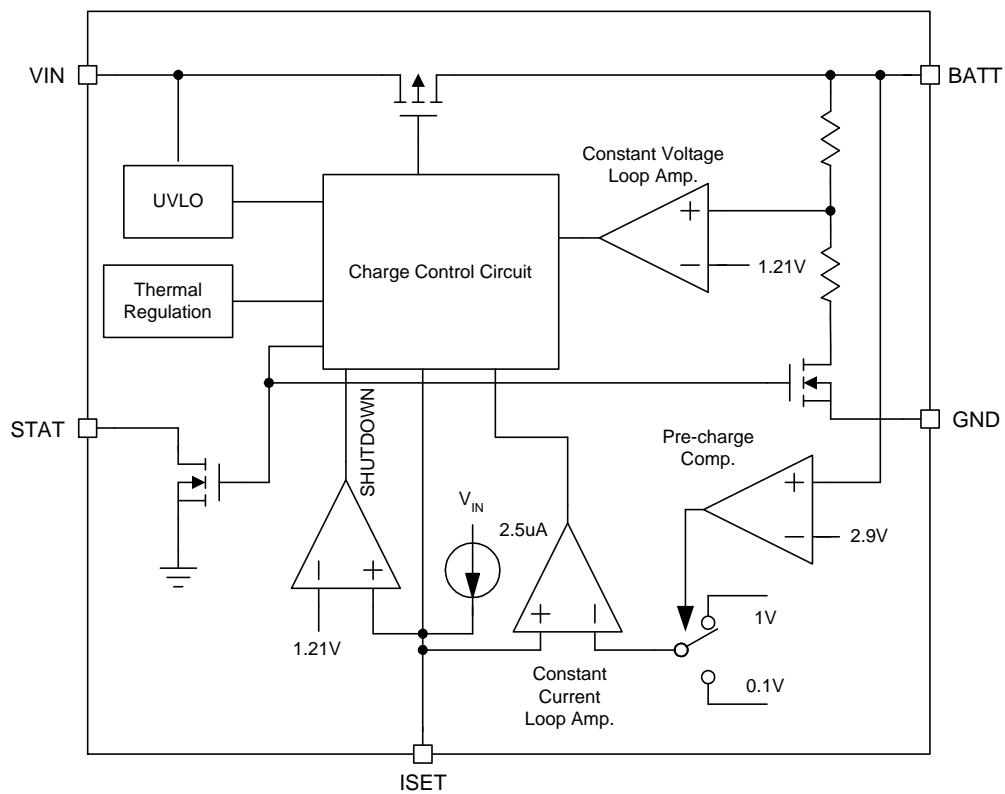 VIN
BATT
Constant Voltage
Loop Amp.
UVLO
+
Charge Control Circuit
−
1.21V
Thermal
Regulation
STAT
GND
SHUTDOWN
Pre-charge
Comp.
+
VIN
2.5uA
−
2.9V
−
+
+
−
1V
1.21V
0.1V
Constant
Current
Loop Amp.
ISET